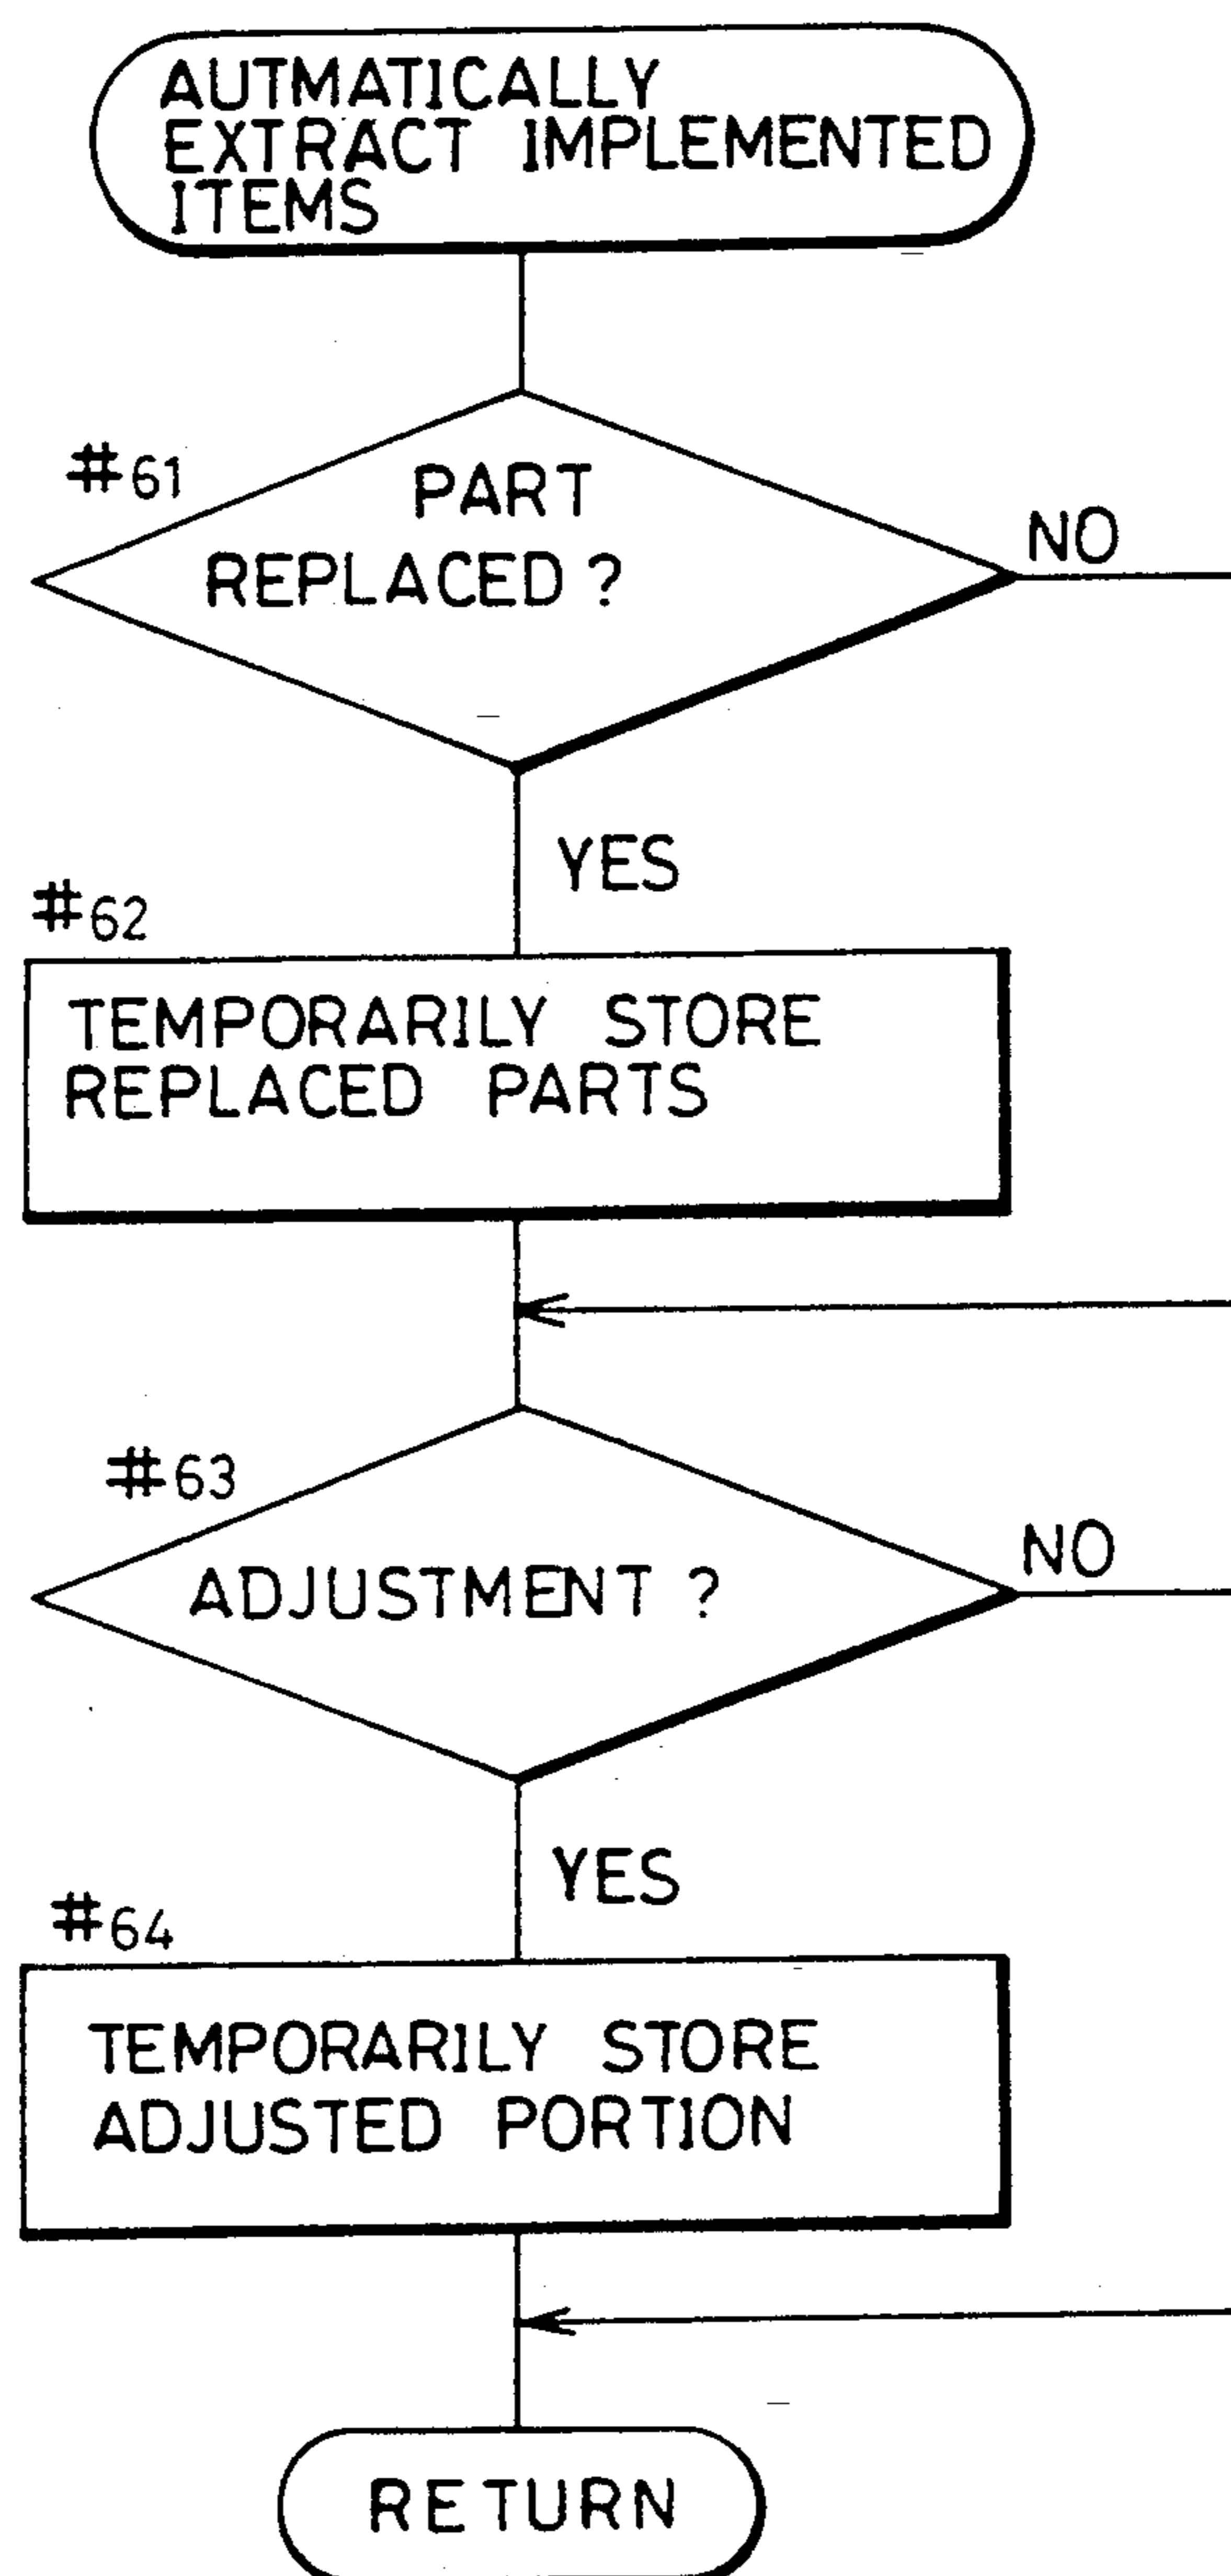 AUTMATICALLY
EXTRACT IMPLEMENTED
ITEMS
#61
PART
REPLACED ?
NO
YES
#62
TEMPORARILY STORE
REPLACED PARTS
#63
ADJUSTMENT ?
NO
YES
#64
TEMPORARILY STORE
ADJUSTED PORTION
RETURN